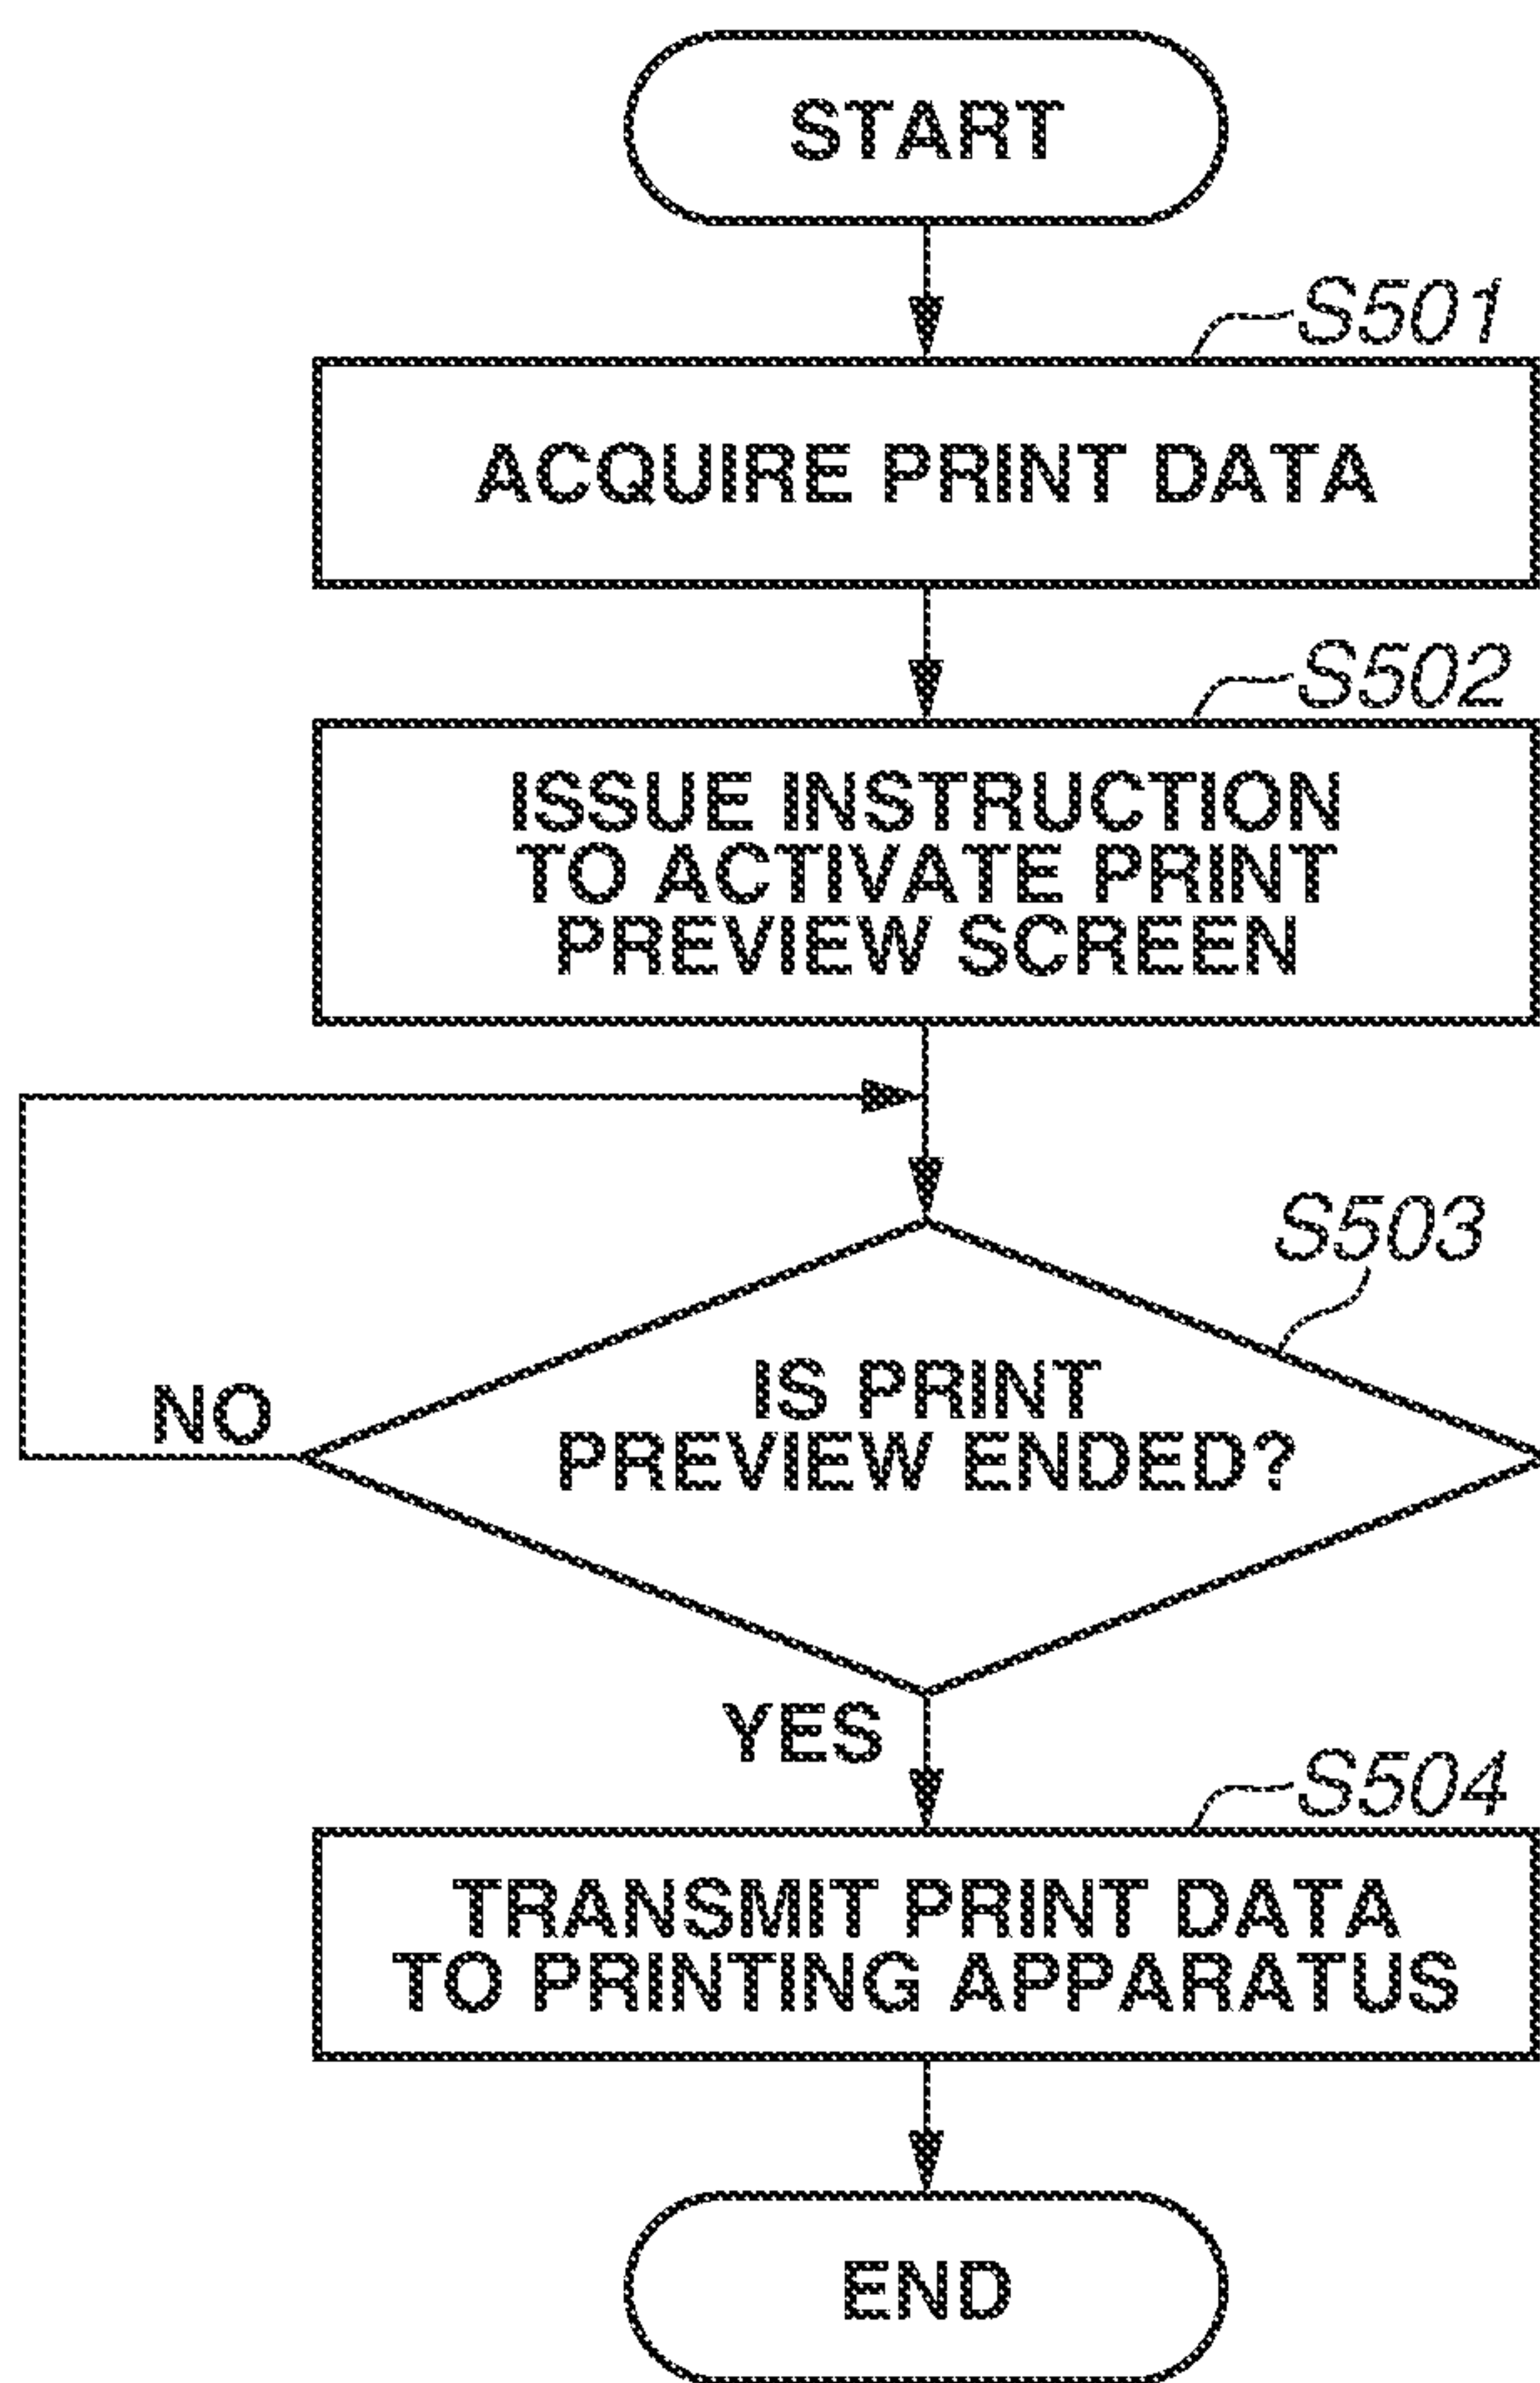 START
S501
ACQUIRE PRINT DATA
S502
ISSUE INSTRUCTION
TO ACTIVATE PRINT
PREVIEW SCREEN
S503
IS PRINT
PREVIEW ENDED?
NO
YES
S504
TRANSMIT PRINT DATA
TO PRINTING APPARATUS
END